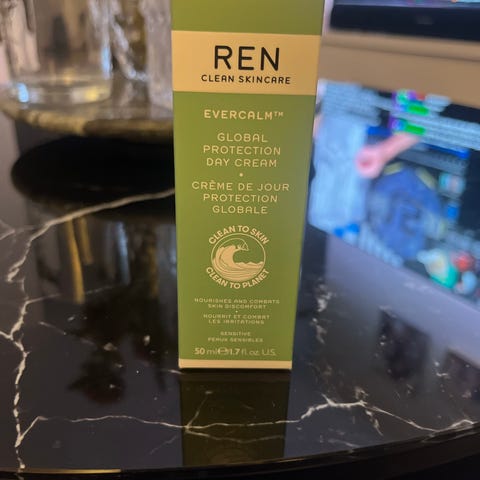 REN
CLEAN SKINCARE
EVERCALM™
GLOBAL
PROTECTION
DAY CREAM
•
CRÈME DE JOUR
PROTECTION
GLOBALE
CLEAN TO SKIN
CLEAN TO PLANET
NOURISHES AND COMBATS
SKIN DISCOMFORT
•
NOURRIT ET COMBAT
LES IRRITATIONS
SENSITIVE
PEAUX SENSIBLES
50 ml ℮ 1.7 fl. oz. U.S.